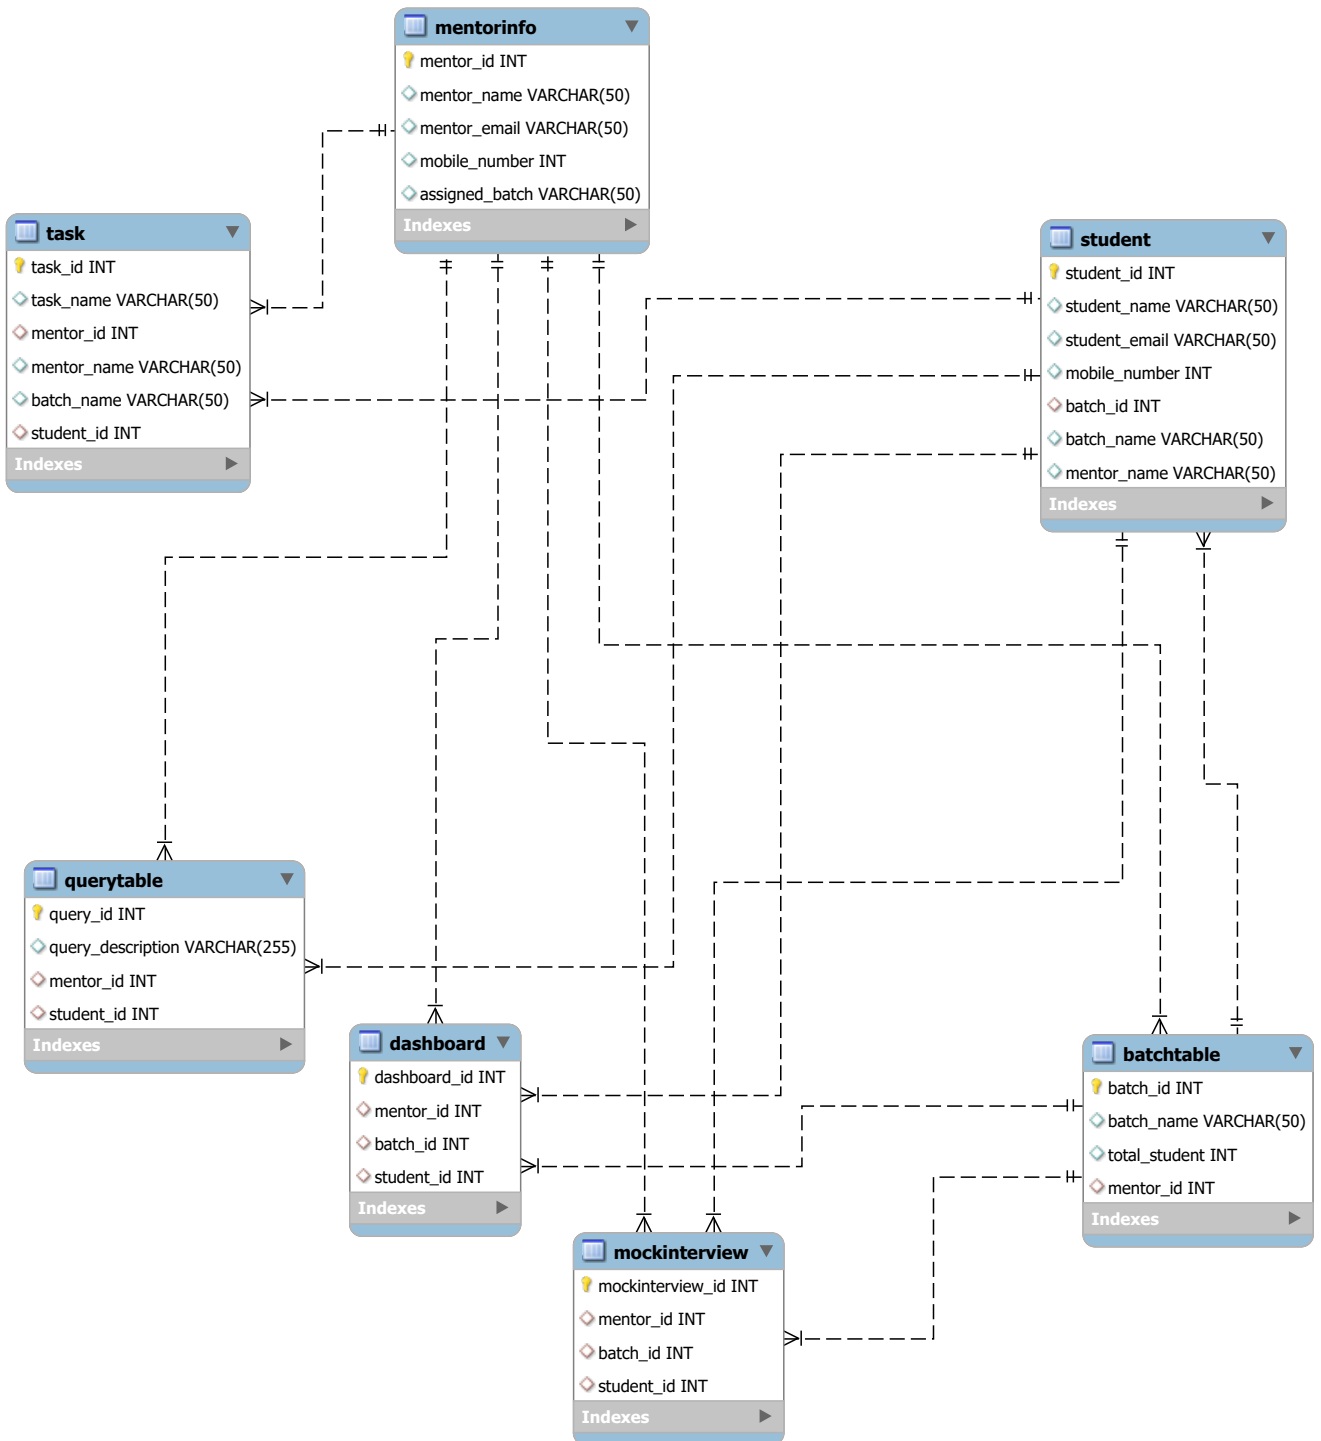 mentorinfo
mentor_id INT
mentor_name VARCHAR(50)
mentor_email VARCHAR(50)
mobile_number INT
assigned_batch VARCHAR(50)
Indexes
task
task_id INT
task_name VARCHAR(50)
mentor_id INT
mentor_name VARCHAR(50)
batch_name VARCHAR(50)
student_id INT
Indexes
student
student_id INT
student_name VARCHAR(50)
student_email VARCHAR(50)
mobile_number INT
batch_id INT
batch_name VARCHAR(50)
mentor_name VARCHAR(50)
Indexes
querytable
query_id INT
query_description VARCHAR(255)
mentor_id INT
student_id INT
Indexes
dashboard
dashboard_id INT
mentor_id INT
batch_id INT
student_id INT
Indexes
batchtable
batch_id INT
batch_name VARCHAR(50)
total_student INT
mentor_id INT
Indexes
mockinterview
mockinterview_id INT
mentor_id INT
batch_id INT
student_id INT
Indexes